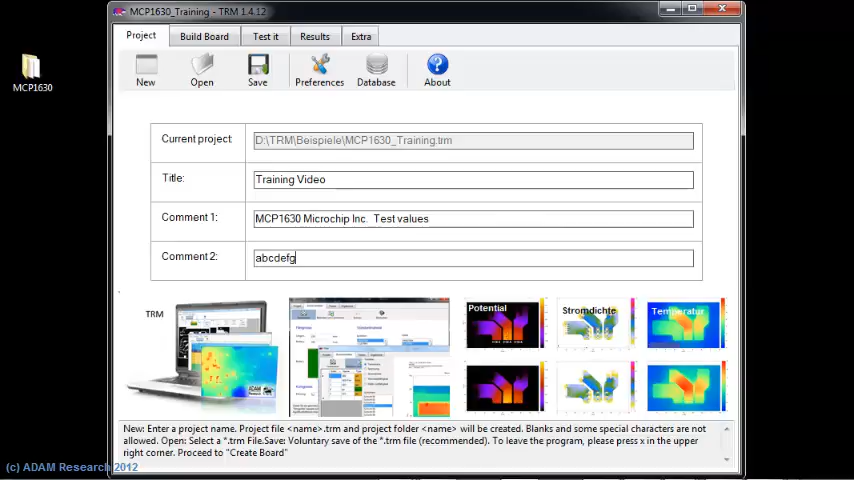 MCP1630_Training - TRM 1.4.12
Project
Build Board
Test it
Results
Extra
New
Open
Save
Preferences
Database
About
MCP1630
Current project:
D:\TRM\Beispiele\MCP1630_Training.trm
Title:
Training Video
Comment 1:
MCP1630 Microchip Inc.  Test values
Comment 2:
abcdefg
TRM
Potential
Stromdichte
Temperatur
ADAM
New: Enter a project name. Project file <name>.trm and project folder <name> will be created. Blanks and some special characters are not
allowed. Open: Select a *.trm File.Save: Voluntary save of the *.trm file (recommended). To leave the program, please press x in the upper
right corner. Proceed to "Create Board"
(c) ADAM Research 2012